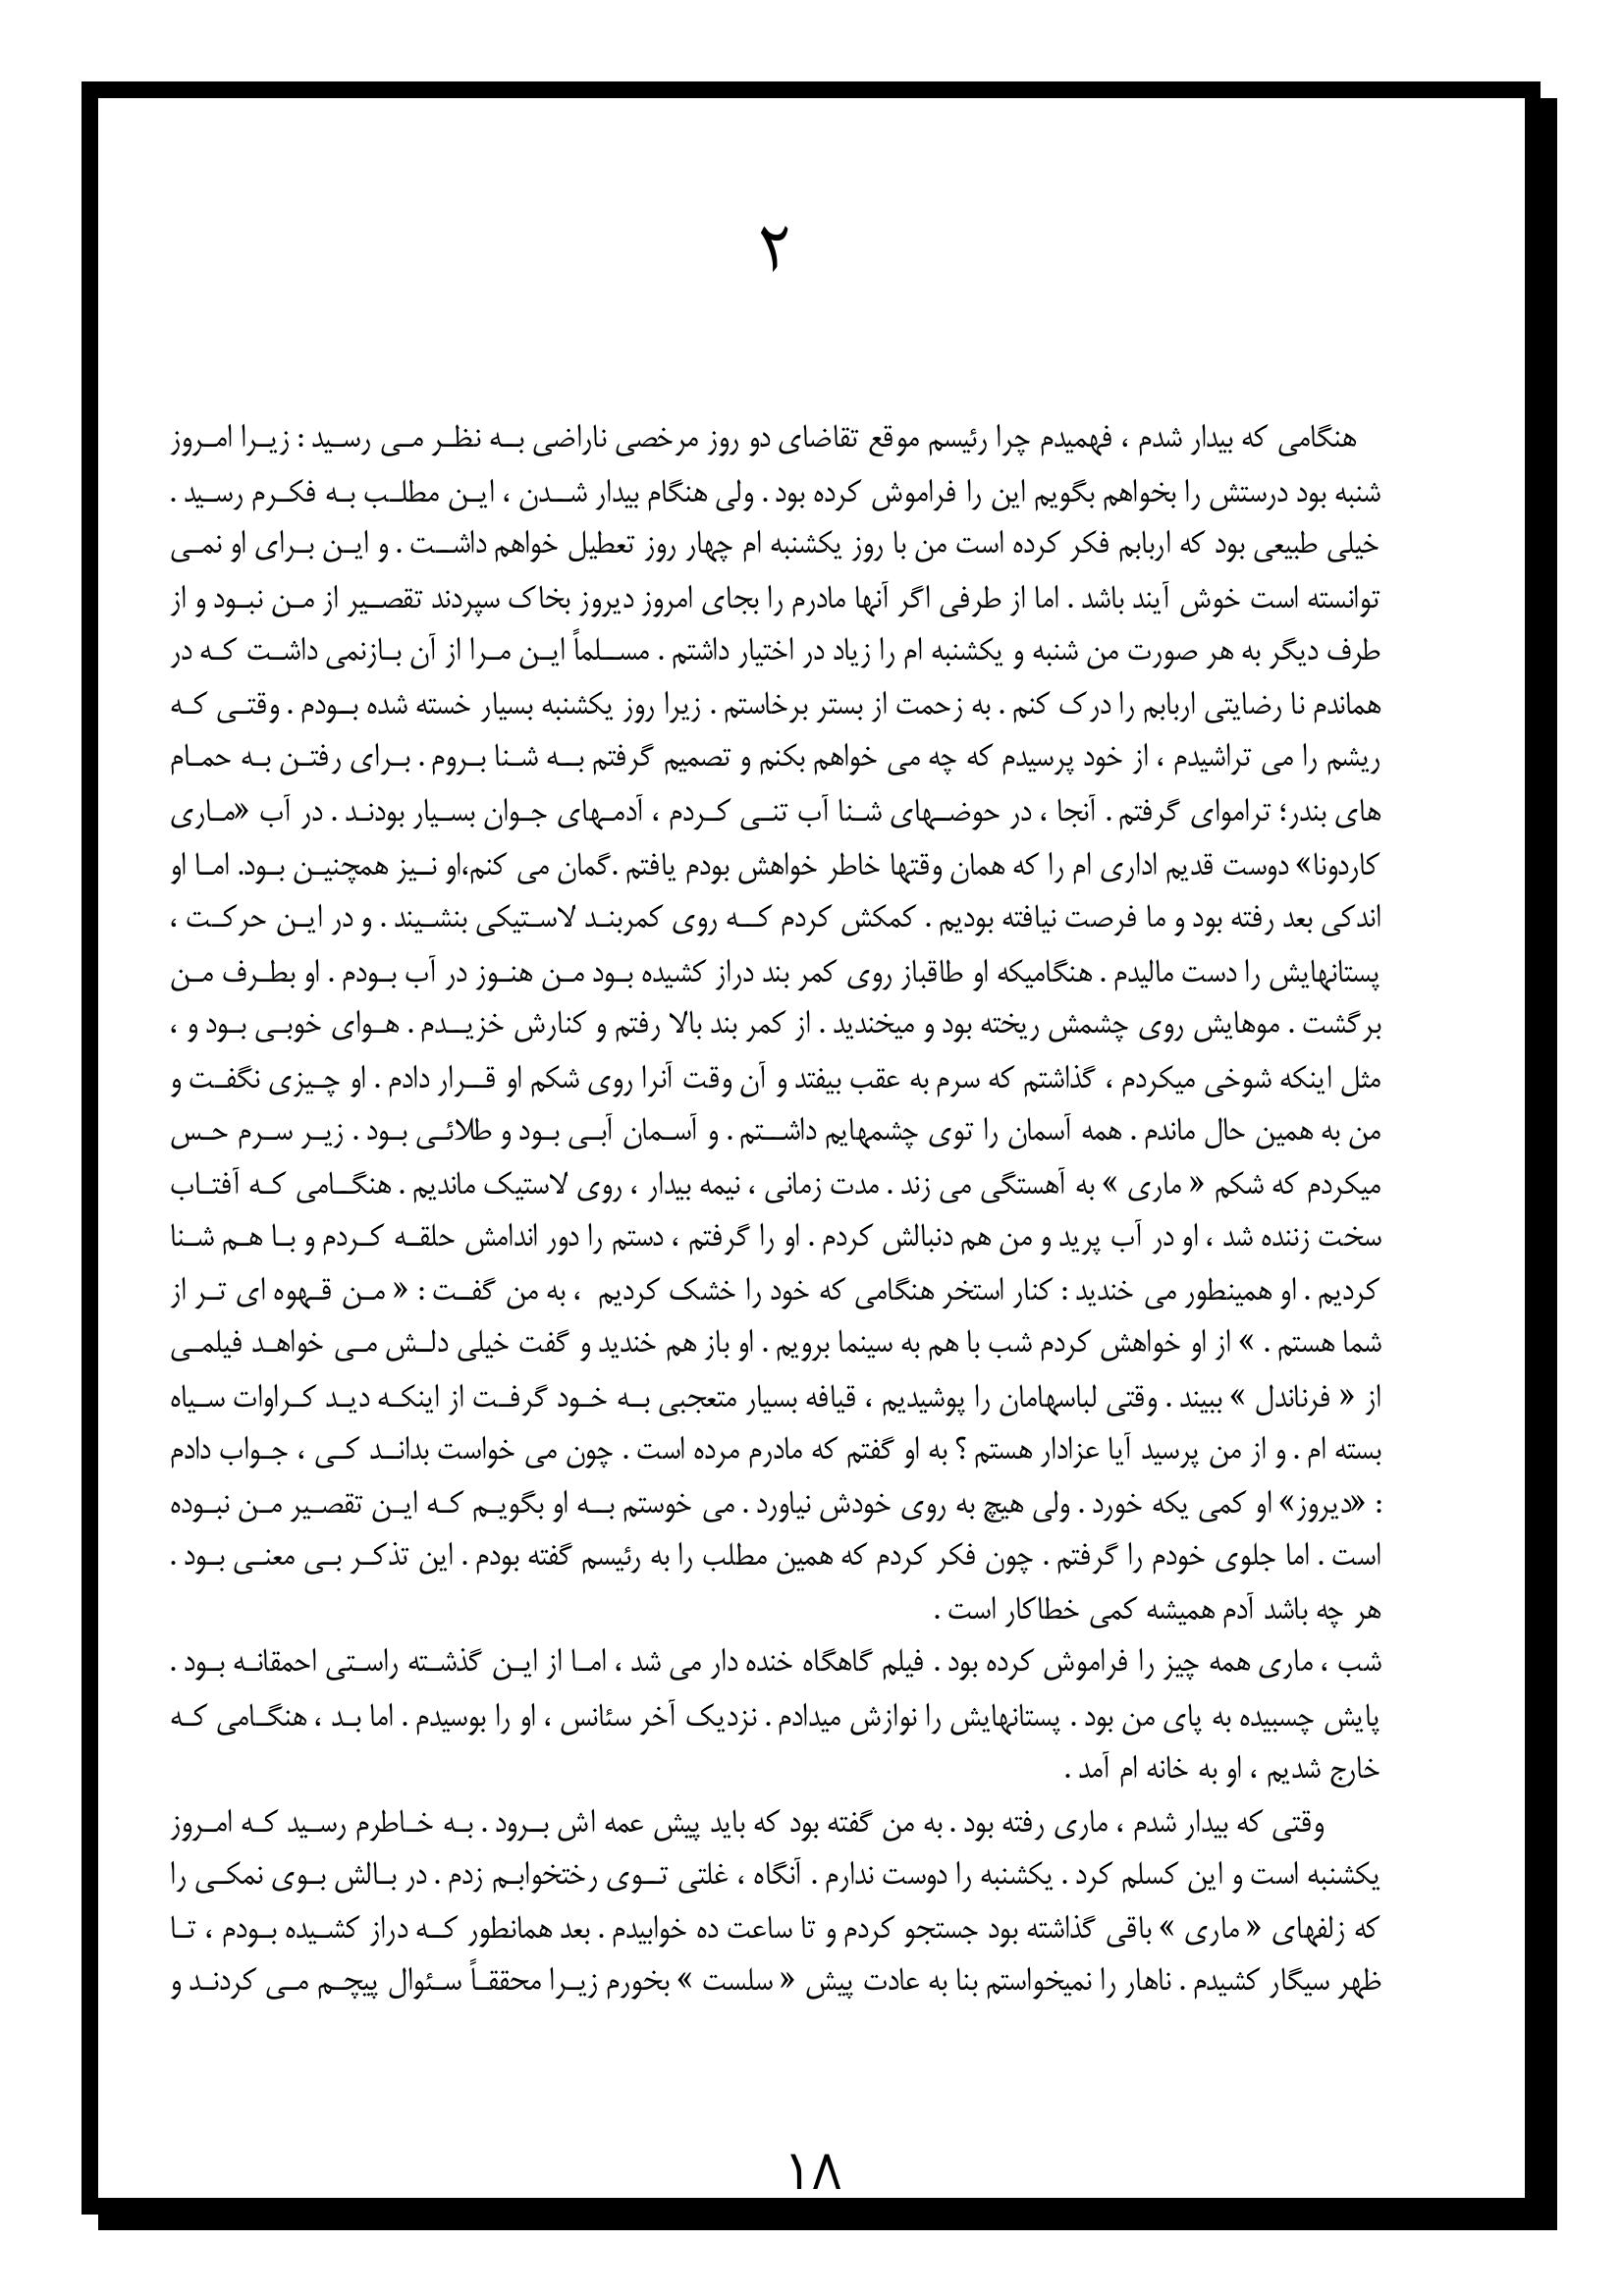 ۲
هنگامی که بیدار شدم ، فهمیدم چرا رئیسم موقع تقاضای دو روز مرخصی ناراضی به نظر می رسید : زیرا امروز
شنبه بود درستش را بخواهم بگویم این را فراموش کرده بود . ولی هنگام بیدار شدن ، این مطلب به فکرم رسید .
خیلی طبیعی بود که اربابم فکر کرده است من با روز یکشنبه ام چهار روز تعطیل خواهم داشت . و این برای او نمی
توانسته است خوش آیند باشد . اما از طرفی اگر آنها مادرم را بجای امروز دیروز بخاک سپردند تقصیر از من نبود و از
طرف دیگر به هر صورت من شنبه و یکشنبه ام را زیاد در اختیار داشتم . مسلماً این مرا از آن بازنمی داشت که در
هماندم نا رضایتی اربابم را درک کنم . به زحمت از بستر برخاستم . زیرا روز یکشنبه بسیار خسته شده بودم . وقتی که
ریشم را می تراشیدم ، از خود پرسیدم که چه می خواهم بکنم و تصمیم گرفتم به شنا بروم . برای رفتن به حمام
های بندر؛ تراموای گرفتم . آنجا ، در حوضهای شنا آب تنی کردم ، آدمهای جوان بسیار بودند . در آب «ماری
کاردونا» دوست قدیم اداری ام را که همان وقتها خاطر خواهش بودم یافتم .گمان می کنم،او نیز همچنین بود. اما او
اندکی بعد رفته بود و ما فرصت نیافته بودیم . کمکش کردم که روی کمربند لاستیکی بنشیند . و در این حرکت ،
پستانهایش را دست مالیدم . هنگامیکه او طاقباز روی کمر بند دراز کشیده بود من هنوز در آب بودم . او بطرف من
برگشت . موهایش روی چشمش ریخته بود و میخندید . از کمر بند بالا رفتم و کنارش خزیدم . هوای خوبی بود و ،
مثل اینکه شوخی میکردم ، گذاشتم که سرم به عقب بیفتد و آن وقت آنرا روی شکم او قرار دادم . او چیزی نگفت و
من به همین حال ماندم . همه آسمان را توی چشمهایم داشتم . و آسمان آبی بود و طلائی بود . زیر سرم حس
میکردم که شکم « ماری » به آهستگی می زند . مدت زمانی ، نیمه بیدار ، روی لاستیک ماندیم . هنگامی که آفتاب
سخت زننده شد ، او در آب پرید و من هم دنبالش کردم . او را گرفتم ، دستم را دور اندامش حلقه کردم و با هم شنا
کردیم . او همینطور می خندید : کنار استخر هنگامی که خود را خشک کردیم ، به من گفت : « من قهوه ای تر از
شما هستم . » از او خواهش کردم شب با هم به سینما برویم . او باز هم خندید و گفت خیلی دلش می خواهد فیلمی
از « فرناندل » ببیند . وقتی لباسهامان را پوشیدیم ، قیافه بسیار متعجبی به خود گرفت از اینکه دید کراوات سیاه
بسته ام . و از من پرسید آیا عزادار هستم ؟ به او گفتم که مادرم مرده است . چون می خواست بداند کی ، جواب دادم
: «دیروز» او کمی یکه خورد . ولی هیچ به روی خودش نیاورد . می خوستم به او بگویم که این تقصیر من نبوده
است . اما جلوی خودم را گرفتم . چون فکر کردم که همین مطلب را به رئیسم گفته بودم . این تذکر بی معنی بود .
هر چه باشد آدم همیشه کمی خطاکار است .
شب ، ماری همه چیز را فراموش کرده بود . فیلم گاهگاه خنده دار می شد ، اما از این گذشته راستی احمقانه بود .
پایش چسبیده به پای من بود . پستانهایش را نوازش میدادم . نزدیک آخر سئانس ، او را بوسیدم . اما بد ، هنگامی که
خارج شدیم ، او به خانه ام آمد .
وقتی که بیدار شدم ، ماری رفته بود . به من گفته بود که باید پیش عمه اش برود . به خاطرم رسید که امروز
یکشنبه است و این کسلم کرد . یکشنبه را دوست ندارم . آنگاه ، غلتی توی رختخوابم زدم . در بالش بوی نمکی را
که زلفهای « ماری » باقی گذاشته بود جستجو کردم و تا ساعت ده خوابیدم . بعد همانطور که دراز کشیده بودم ، تا
ظهر سیگار کشیدم . ناهار را نمیخواستم بنا به عادت پیش « سلست » بخورم زیرا محققاً سئوال پیچم می کردند و
۱۸